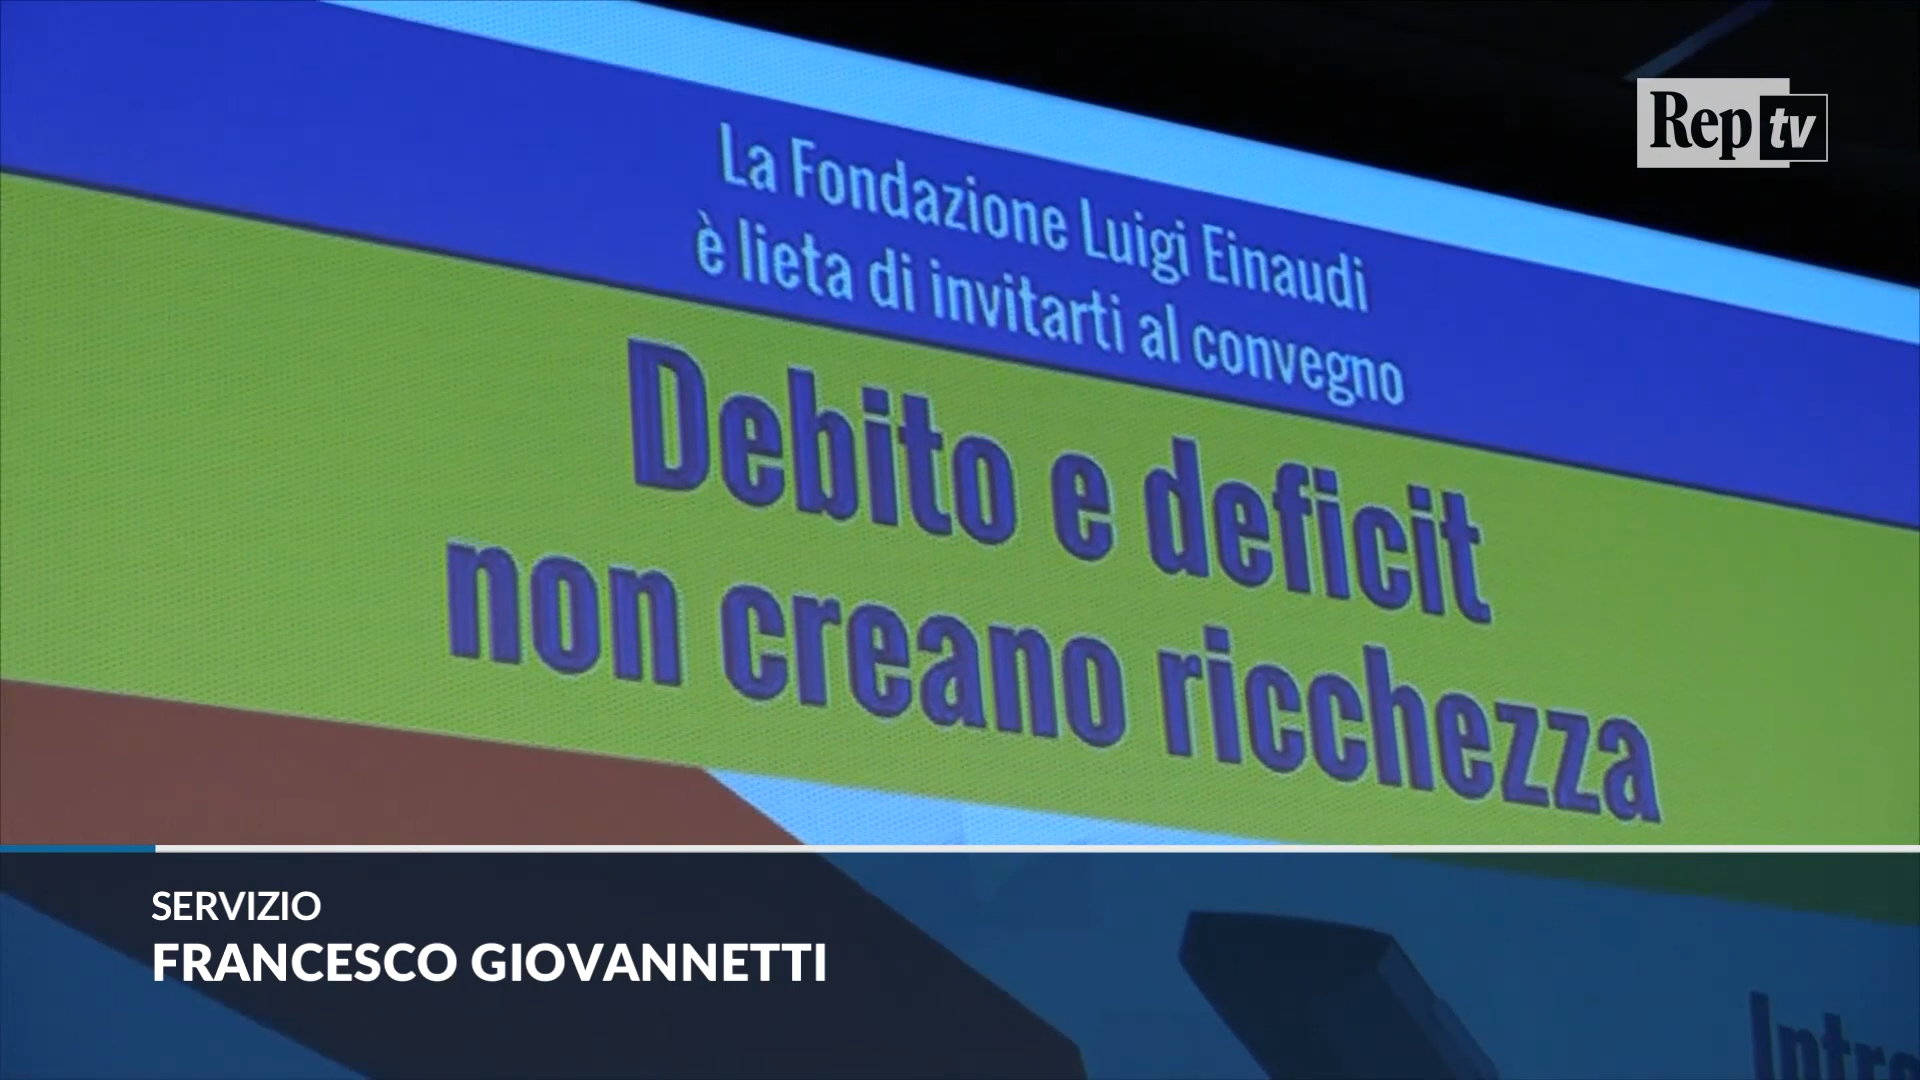 Rep tv
La Fondazione Luigi Einaudi
è lieta di invitarti al convegno
Debito e deficit
non creano ricchezza
SERVIZIO
FRANCESCO GIOVANNETTI